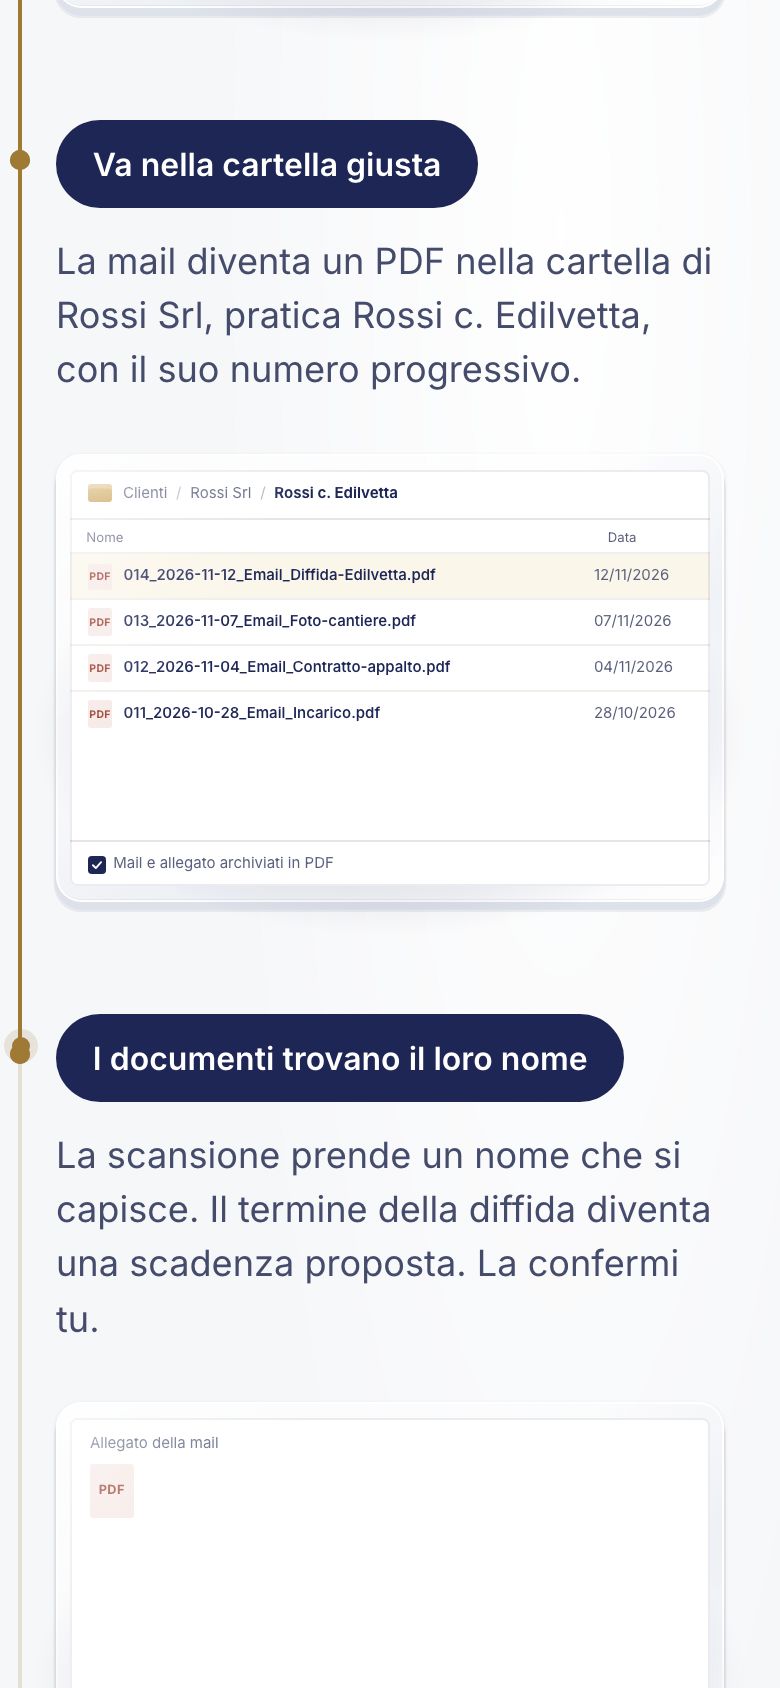 Va nella cartella giusta
La mail diventa un PDF nella cartella di
Rossi Srl, pratica Rossi c. Edilvetta,
con il suo numero progressivo.
Clienti / Rossi Srl / Rossi c. Edilvetta
Nome Data
PDF 014_2026-11-12_Email_Diffida-Edilvetta.pdf 12/11/2026
PDF 013_2026-11-07_Email_Foto-cantiere.pdf 07/11/2026
PDF 012_2026-11-04_Email_Contratto-appalto.pdf 04/11/2026
PDF 011_2026-10-28_Email_Incarico.pdf 28/10/2026
Mail e allegato archiviati in PDF
I documenti trovano il loro nome
La scansione prende un nome che si
capisce. Il termine della diffida diventa
una scadenza proposta. La confermi
tu.
Allegato della mail
PDF